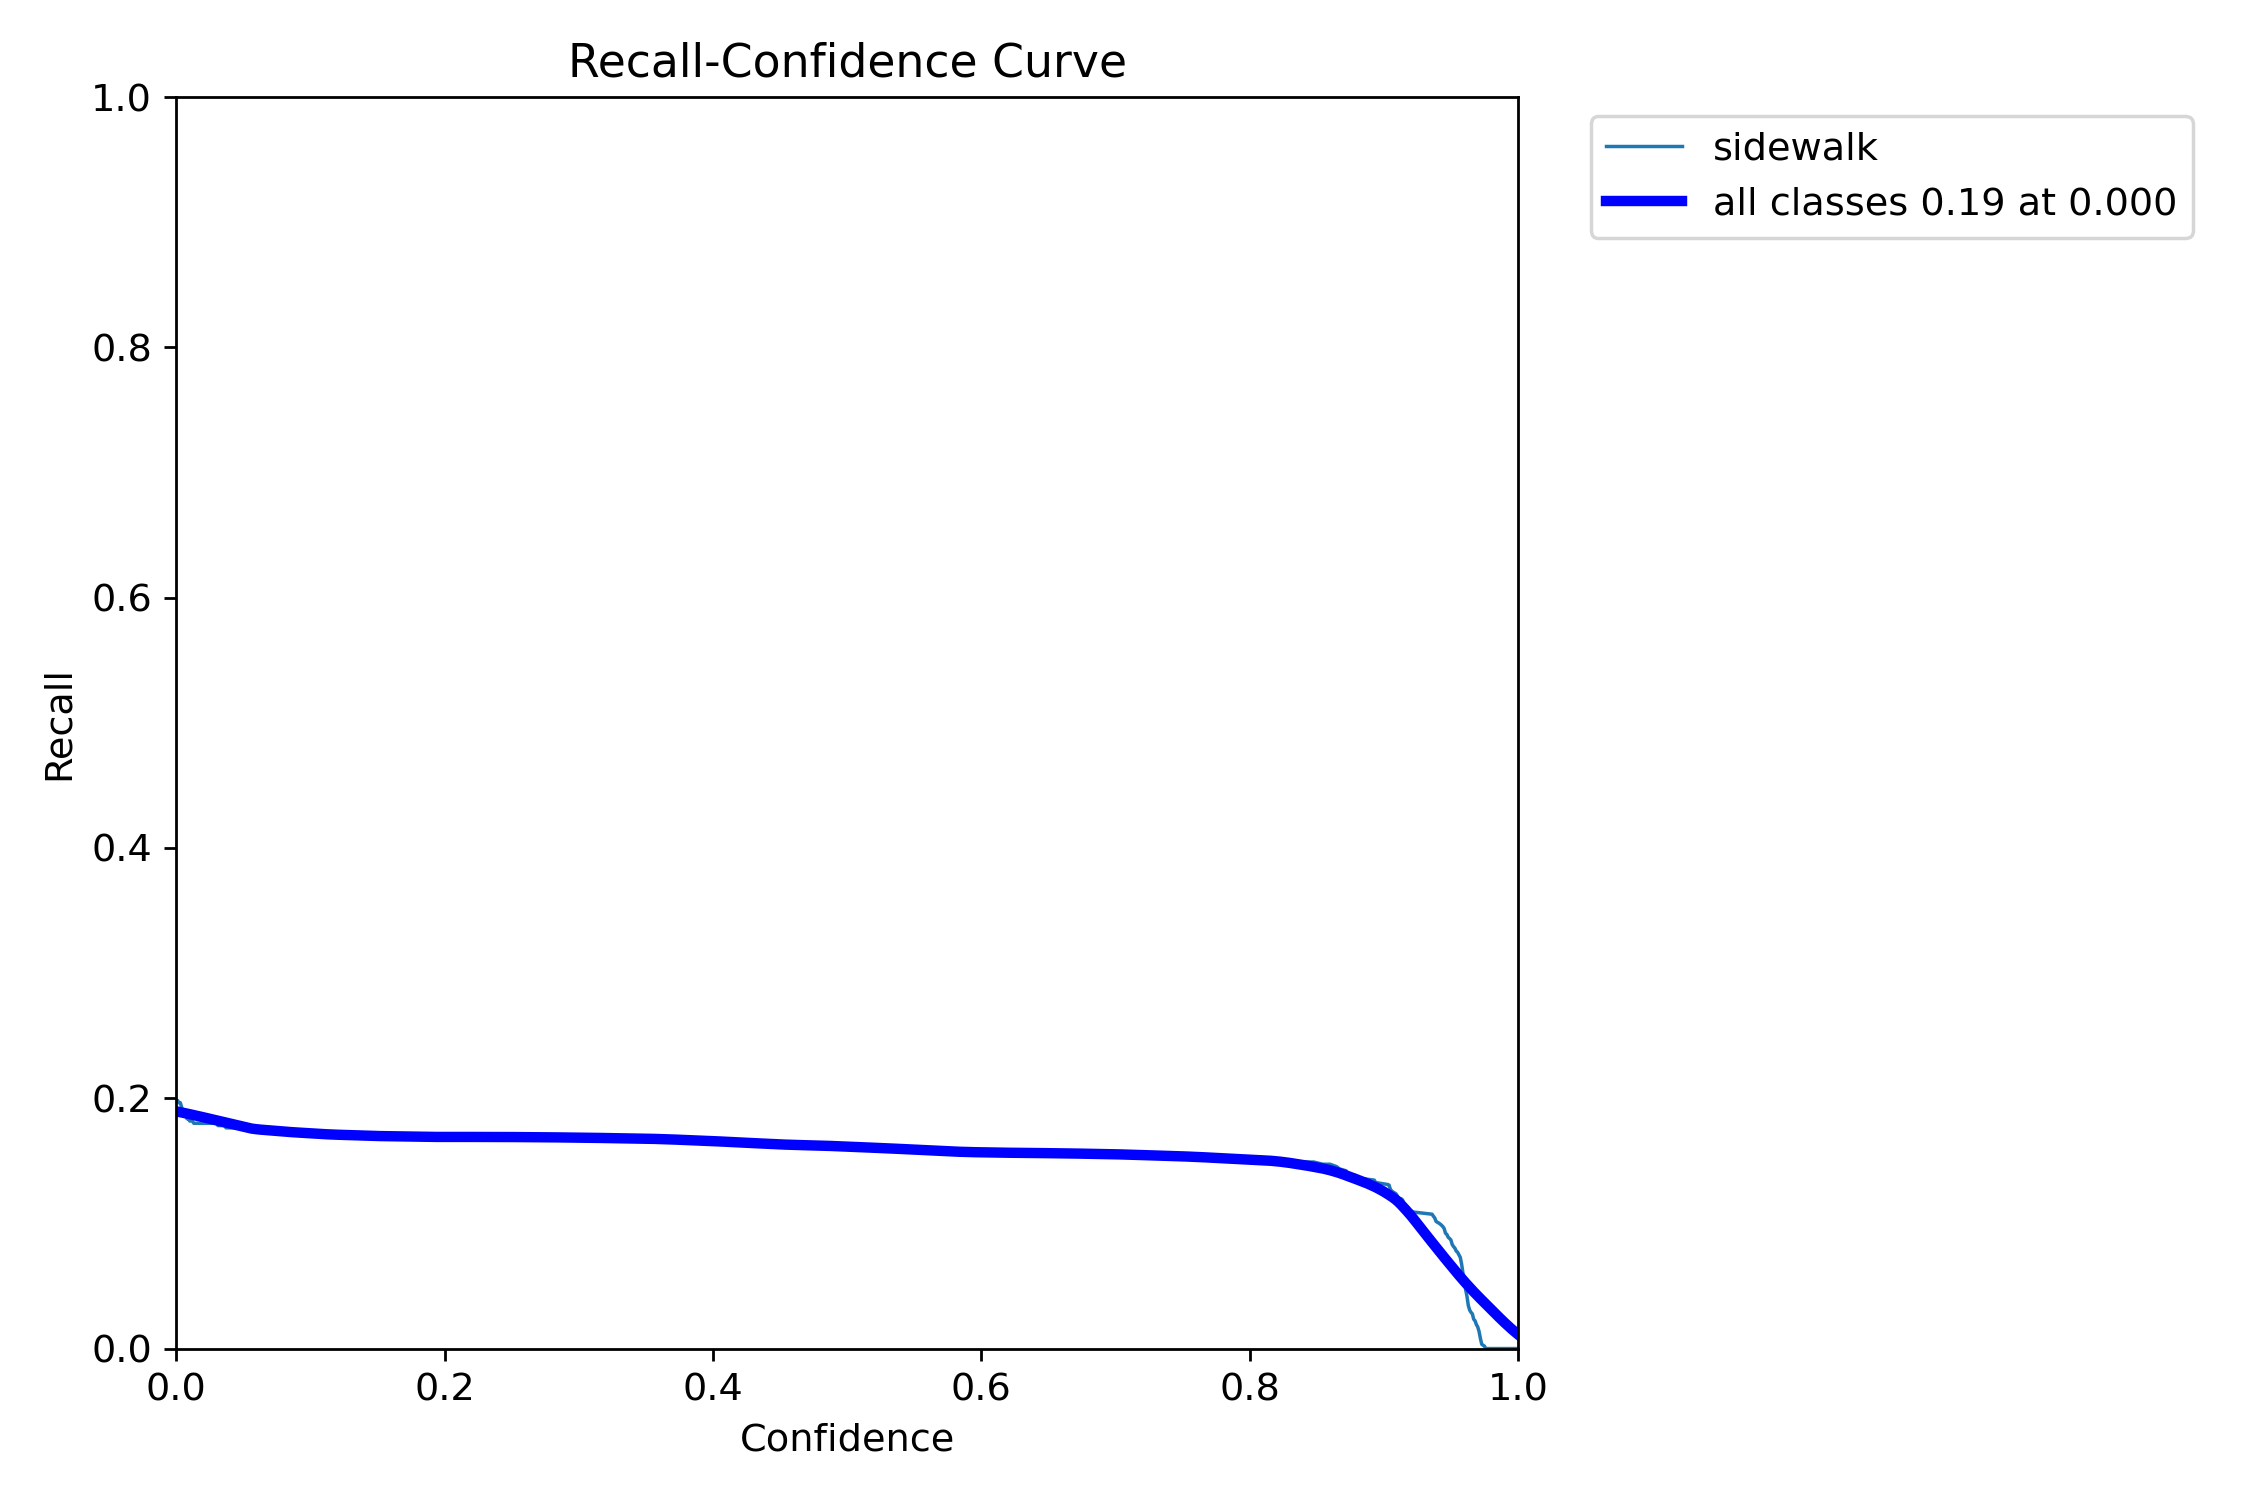 Recall-Confidence Curve
1.0
0.8
0.6
0.4
0.2
0.0
Recall
0.0 0.2 0.4 0.6 0.8 1.0
Confidence
sidewalk
all classes 0.19 at 0.000